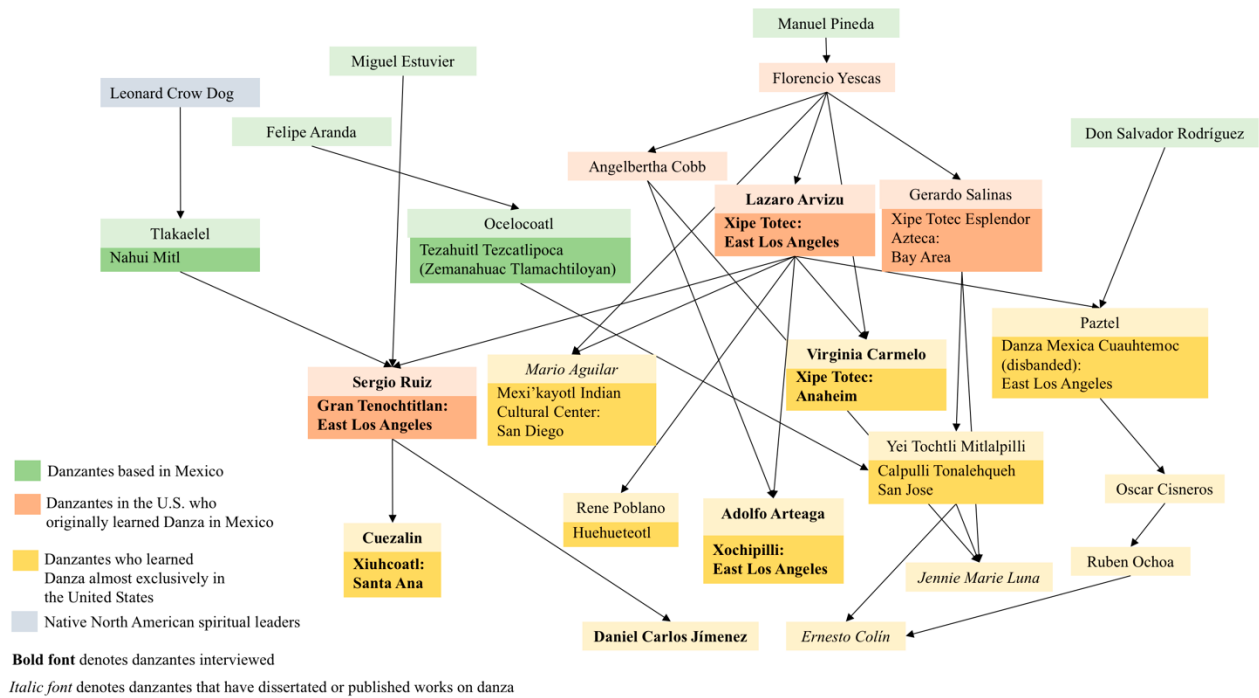 Manuel Pineda
Miguel Estuvier
Florencio Yescas
Leonard Crow Dog
Felipe Aranda
Don Salvador Rodríguez
Angelbertha Cobb
Lazaro Arvizu
Xipe Totec:
East Los Angeles
Gerardo Salinas
Xipe Totec Esplendor
Azteca:
Bay Area
Tlakaelel
Nahui Mitl
Ocelocoatl
Tezahuitl Tezcatlipoca
(Zemanahuac Tlamachtiloyan)
Paztel
Danza Mexica Cuauhtemoc
(disbanded):
East Los Angeles
Virginia Carmelo
Xipe Totec:
Anaheim
Mario Aguilar
Mexi’kayotl Indian
Cultural Center:
San Diego
Sergio Ruiz
Gran Tenochtitlan:
East Los Angeles
Yei Tochtli Mitlalpilli
Calpulli Tonalehqueh
San Jose
Oscar Cisneros
Rene Poblano
Huehueteotl
Adolfo Arteaga
Xochipilli:
East Los Angeles
Cuezalin
Xiuhcoatl:
Santa Ana
Ruben Ochoa
Jennie Marie Luna
Daniel Carlos Jímenez
Ernesto Colín
Danzantes based in Mexico
Danzantes in the U.S. who
originally learned Danza in Mexico
Danzantes who learned
Danza almost exclusively in
the United States
Native North American spiritual leaders
Bold font denotes danzantes interviewed
Italic font denotes danzantes that have dissertated or published works on danza